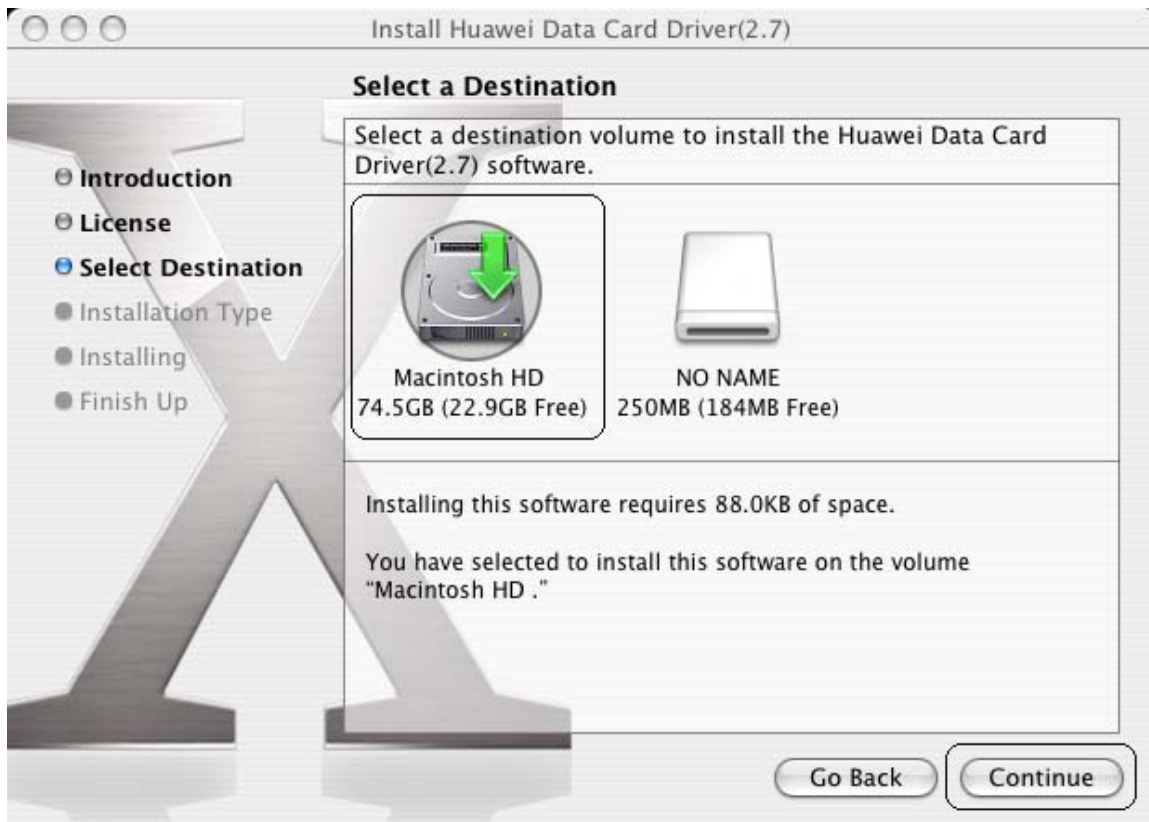 Install Huawei Data Card Driver(2.7)
Select a Destination
Select a destination volume to install the Huawei Data Card
Driver(2.7) software.
Introduction
License
Select Destination
Installation Type
Installing
Finish Up
Macintosh HD
74.5GB (22.9GB Free)
NO NAME
250MB (184MB Free)
Installing this software requires 88.0KB of space.
You have selected to install this software on the volume
“Macintosh HD .”
Go Back
Continue